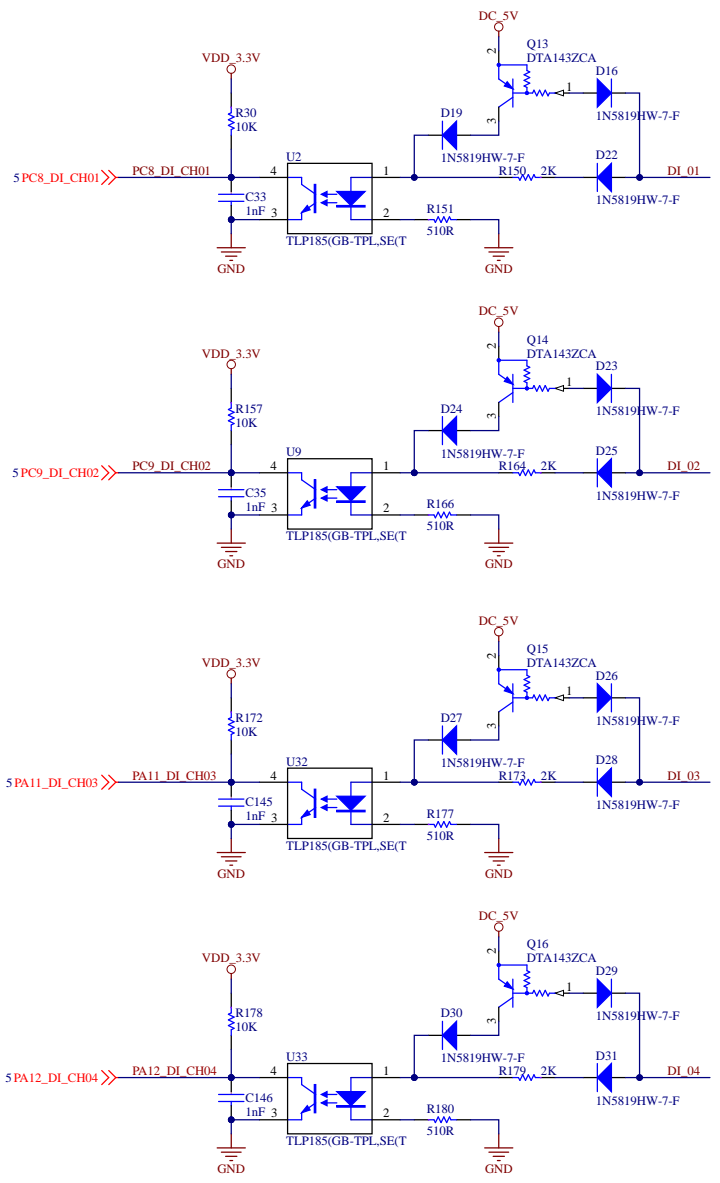 DC_5V
2
Q13
DTA143ZCA
VDD_3.3V
1
D16
D19
1N5819HW-7-F
R30
10K
3
U2
1N5819HW-7-F
D22
5 PC8_DI_CH01
PC8_DI_CH01
4
1
R150
2K
DI_01
C33
1nF
1N5819HW-7-F
3
2
R151
510R
TLP185(GB-TPL,SE(T
GND
GND
DC_5V
2
Q14
DTA143ZCA
VDD_3.3V
1
D23
D24
1N5819HW-7-F
R157
10K
3
U9
1N5819HW-7-F
D25
5 PC9_DI_CH02
PC9_DI_CH02
4
1
R164
2K
DI_02
C35
1nF
1N5819HW-7-F
3
2
R166
510R
TLP185(GB-TPL,SE(T
GND
GND
DC_5V
2
Q15
DTA143ZCA
VDD_3.3V
1
D26
D27
1N5819HW-7-F
R172
10K
3
U32
1N5819HW-7-F
D28
5 PA11_DI_CH03
PA11_DI_CH03
4
1
R173
2K
DI_03
C145
1nF
1N5819HW-7-F
3
2
R177
510R
TLP185(GB-TPL,SE(T
GND
GND
DC_5V
2
Q16
DTA143ZCA
VDD_3.3V
1
D29
D30
1N5819HW-7-F
R178
10K
3
U33
1N5819HW-7-F
D31
5 PA12_DI_CH04
PA12_DI_CH04
4
1
R179
2K
DI_04
C146
1nF
1N5819HW-7-F
3
2
R180
510R
TLP185(GB-TPL,SE(T
GND
GND